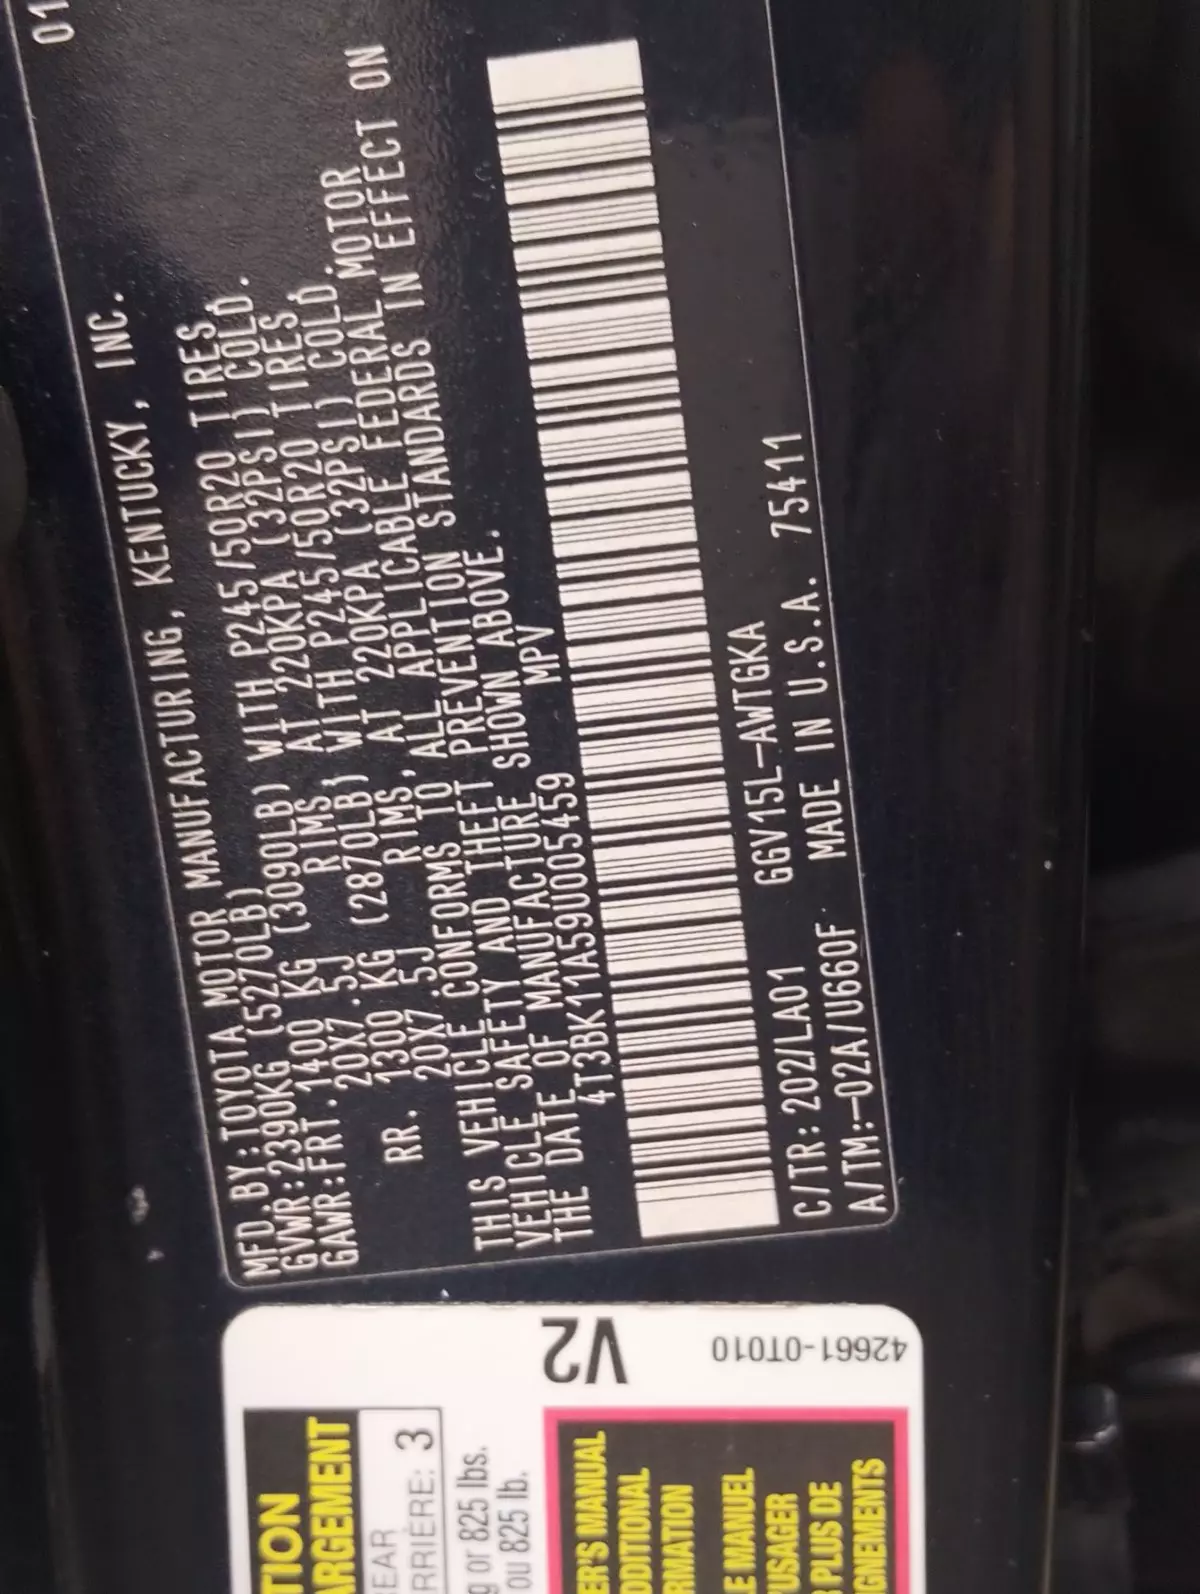 01
MFD.BY:TOYOTA MOTOR MANUFACTURING, KENTUCKY, INC.
GVWR:2390KG (5270LB)
GAWR:FRT.1400 KG (3090LB) WITH P245/50R20 TIRES,
20X7.5J RIMS, AT 220KPA (32PSI) COLD.
RR. 1300 KG (2870LB) WITH P245/50R20 TIRES,
20X7.5J RIMS, AT 220KPA (32PSI) COLD.
THIS VEHICLE CONFORMS TO ALL APPLICABLE FEDERAL MOTOR
VEHICLE SAFETY AND THEFT PREVENTION STANDARDS IN EFFECT ON
THE DATE OF MANUFACTURE SHOWN ABOVE.
4T3BK11A59U005459 MPV
C/TR:202/LA01 GGV15L-AWTGKA
A/TM:-02A/U660F MADE IN U.S.A. 75411
V2
42661-0T010
TION
ARGEMENT
EAR
RRIÈRE: 3
g or 825 lbs.
ou 825 lb.
ER'S MANUAL
DDITIONAL
RMATION
LE MANUEL
'USAGER
R PLUS DE
IGNEMENTS